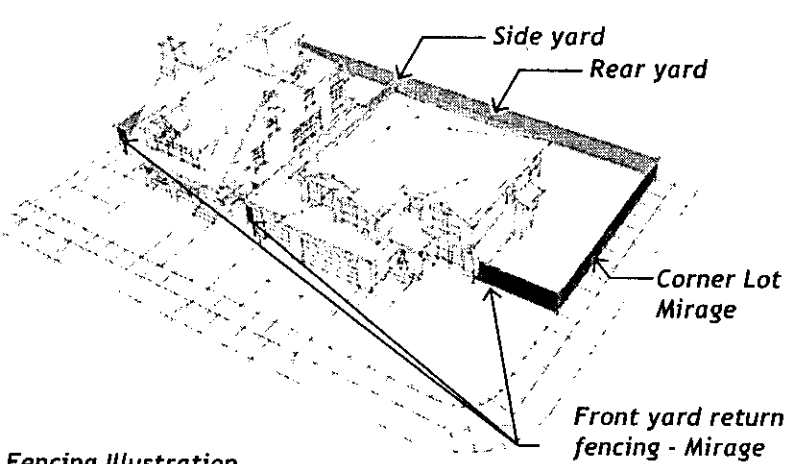 Side yard
Rear yard
Corner Lot
Mirage
Front yard return
fencing - Mirage
Fencing Illustration